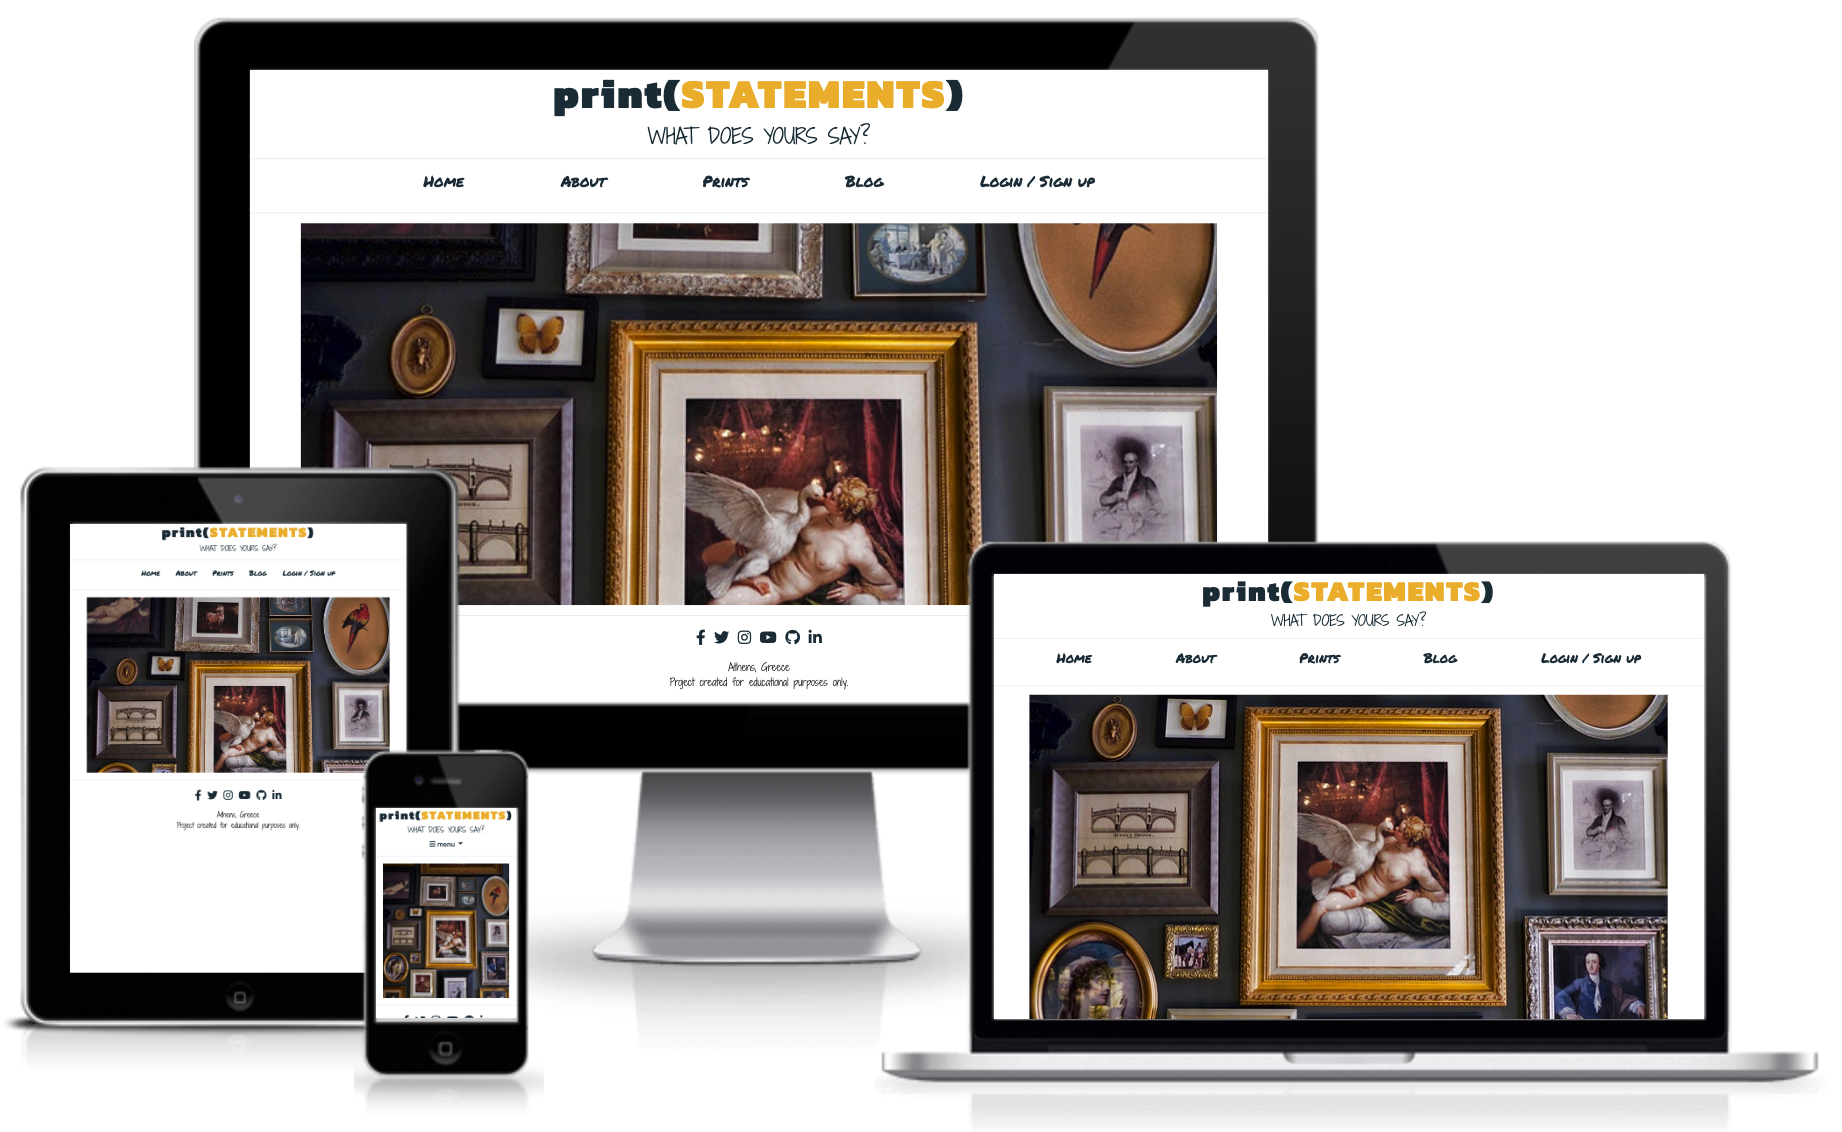 print(STATEMENTS)
WHAT DOES YOURS SAY?
HOME ABOUT PRINTS BLOG LOGIN / SIGN UP
Athens, Greece
Project created for educational purposes only.
print(STATEMENTS)
WHAT DOES YOURS SAY?
HOME ABOUT PRINTS BLOG LOGIN / SIGN UP
Athens, Greece
Project created for educational purposes only.
print(STATEMENTS)
WHAT DOES YOURS SAY?
menu
print(STATEMENTS)
WHAT DOES YOURS SAY?
HOME ABOUT PRINTS BLOG LOGIN / SIGN UP